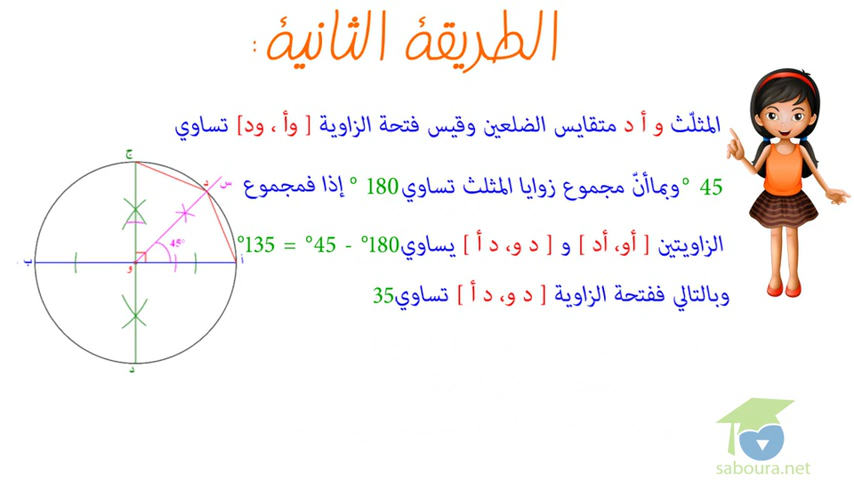 الطريقة الثانية :
المثلّث و أ د متقايس الضلعين وقيس فتحة الزاوية [ وأ ، ود] تساوي
45 ° وبماأنّ مجموع زوايا المثلث تساوي180 ° إذا فمجموع
الزاويتين [ أو، أد ] و [ د و، د أ ] يساوي180° - 45° = 135°
وبالتالي ففتحة الزاوية [ د و، د أ ] تساوي35
ج
د
س
45°
أ
و
ب
د
saboura.net